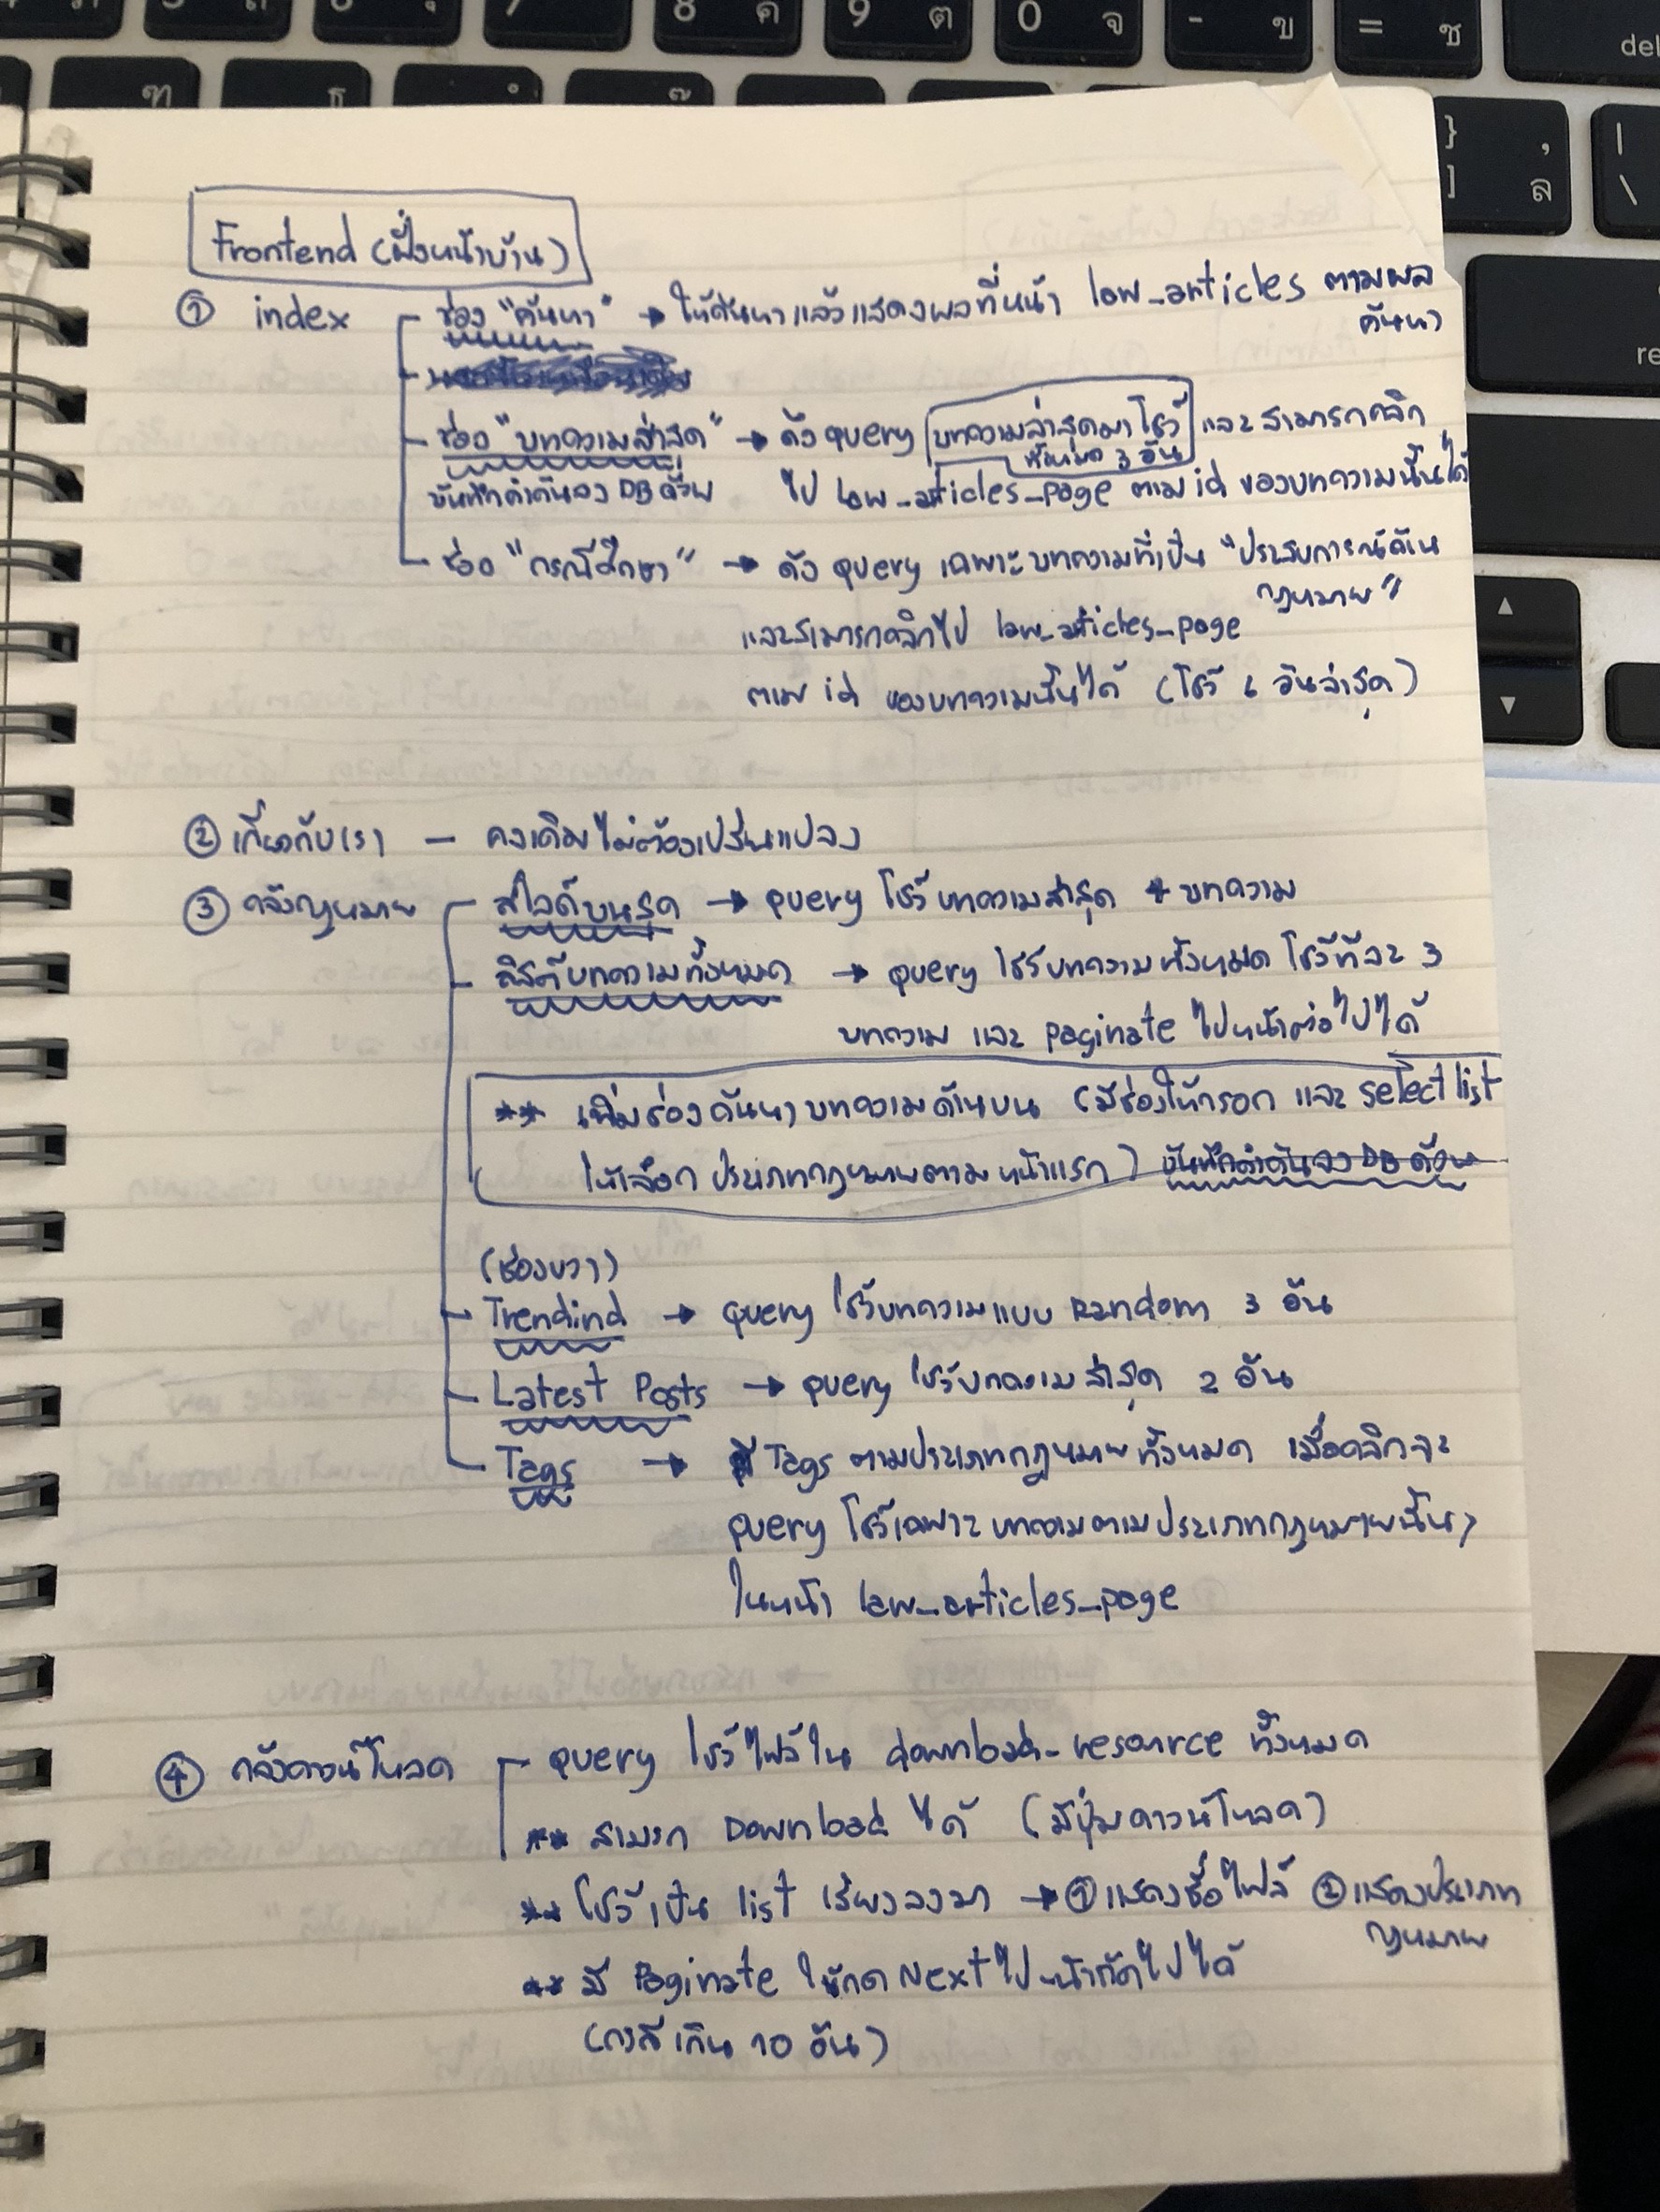 Frontend (ฝั่งหน้าบ้าน)
① index
ช่อง "ค้นหา" → ให้ค้นหาแล้วแสดงผลที่หน้า law_articles ตามผล
ค้นหา
ช่อง "บทความล่าสุด" → ดึง query บทความล่าสุดมาโชว์ และสามารถคลิก
ทั้งหมด 3 อัน
บันทึกคำค้นลง DB ด้วย ไป law_articles_page ตาม id ของบทความนั้นได้
ช่อง "กรณีศึกษา" → ดึง query เฉพาะบทความที่เป็น "ประสบการณ์ด้าน
กฎหมาย"
และสามารถคลิกไป law_articles_page
ตาม id ของบทความนั้นได้ (โชว์ 6 อันล่าสุด)
② เกี่ยวกับเรา – คงเดิมไม่ต้องเปลี่ยนแปลง
③ คลังกฎหมาย
สไลด์บนสุด → query โชว์บทความล่าสุด บทความ
ลิสต์บทความทั้งหมด → query โชว์บทความทั้งหมด โชว์ทีละ 3
บทความ และ paginate ไปหน้าต่อไปได้
** เพิ่มช่องค้นหาบทความด้านบน (มีช่องให้กรอก และ select list
ให้เลือกประเภทกฎหมายตามหน้าแรก) บันทึกคำค้นลง DB ด้วย
(ช่องขวา)
Trendind → query โชว์บทความแบบ Random 3 อัน
Latest Posts → query โชว์บทความล่าสุด 2 อัน
Tags → มี Tags ตามประเภทกฎหมายทั้งหมด เมื่อคลิกจะ
query โชว์เฉพาะบทความตามประเภทกฎหมายนั้นๆ
ในหน้า law_articles_page
④ คลังดาวน์โหลด
query โชว์ไฟล์ใน download_resource ทั้งหมด
** สามรถ Download ได้ (มีปุ่มดาวน์โหลด)
** โชว์เป็น list เรียงลงมา → ① แสดงชื่อไฟล์ ② แสดงประเภท
กฎหมาย
** มี Paginate ให้กด Next ไปหน้าถัดไปได้
(กรณีเกิน 10 อัน)
=
del